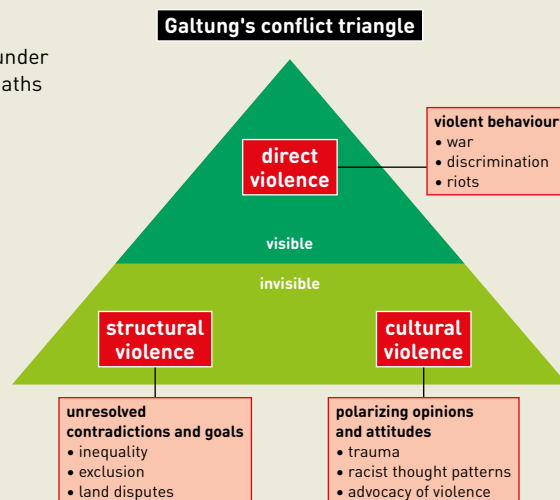 Galtung's conflict triangle
under
violent behaviour
• war
• discrimination
• riots
direct
violence
visible
invisible
structural
violence
cultural
violence
unresolved
contradictions and goals
• inequality
• exclusion
• land disputes
polarizing opinions
and attitudes
• trauma
• racist thought patterns
• advocacy of violence